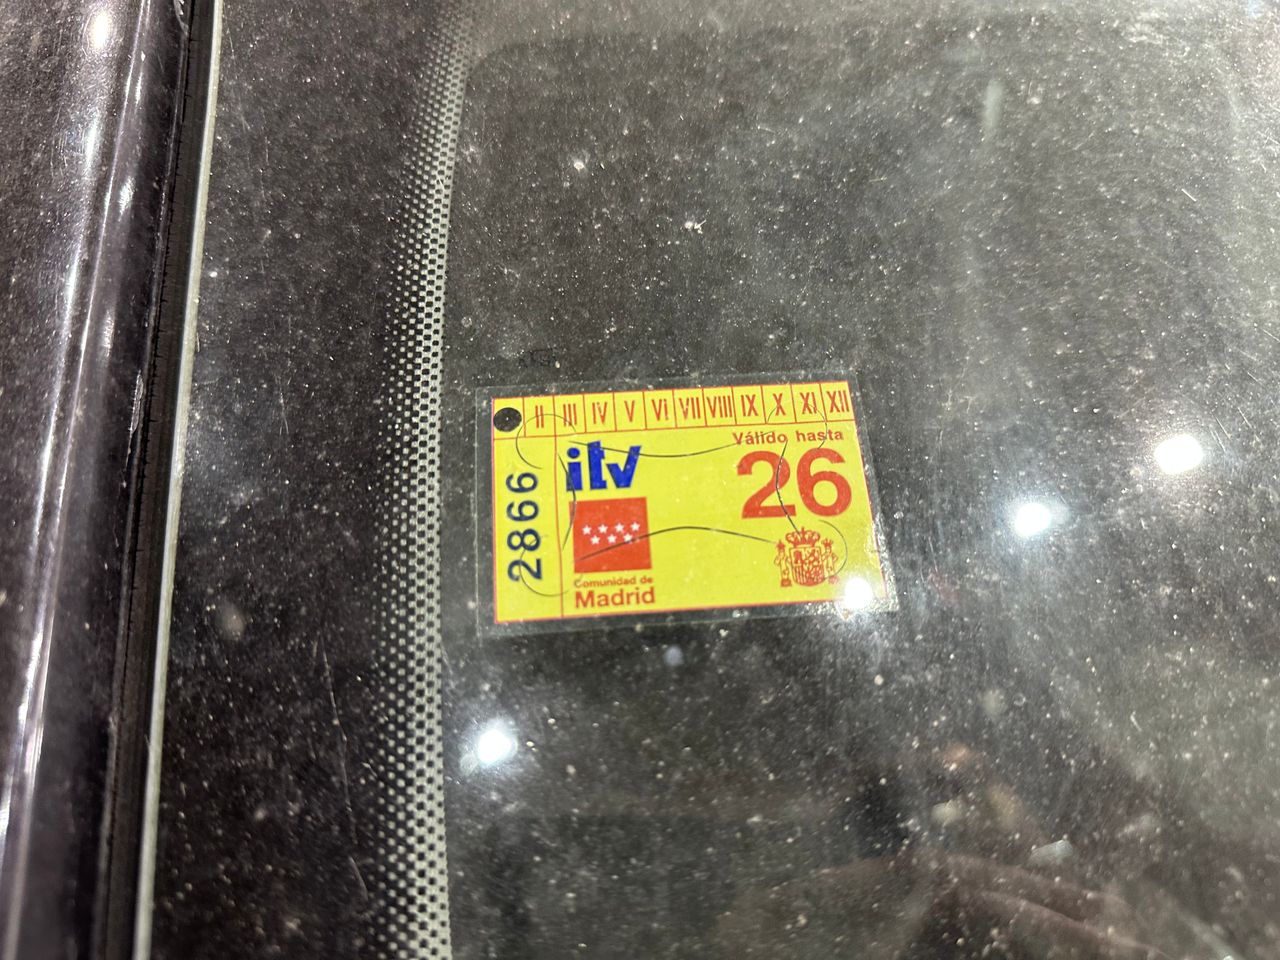 II III IV V VI VII VIII IX X XI XII
Válido hasta
26
itv
2866
Comunidad de
Madrid